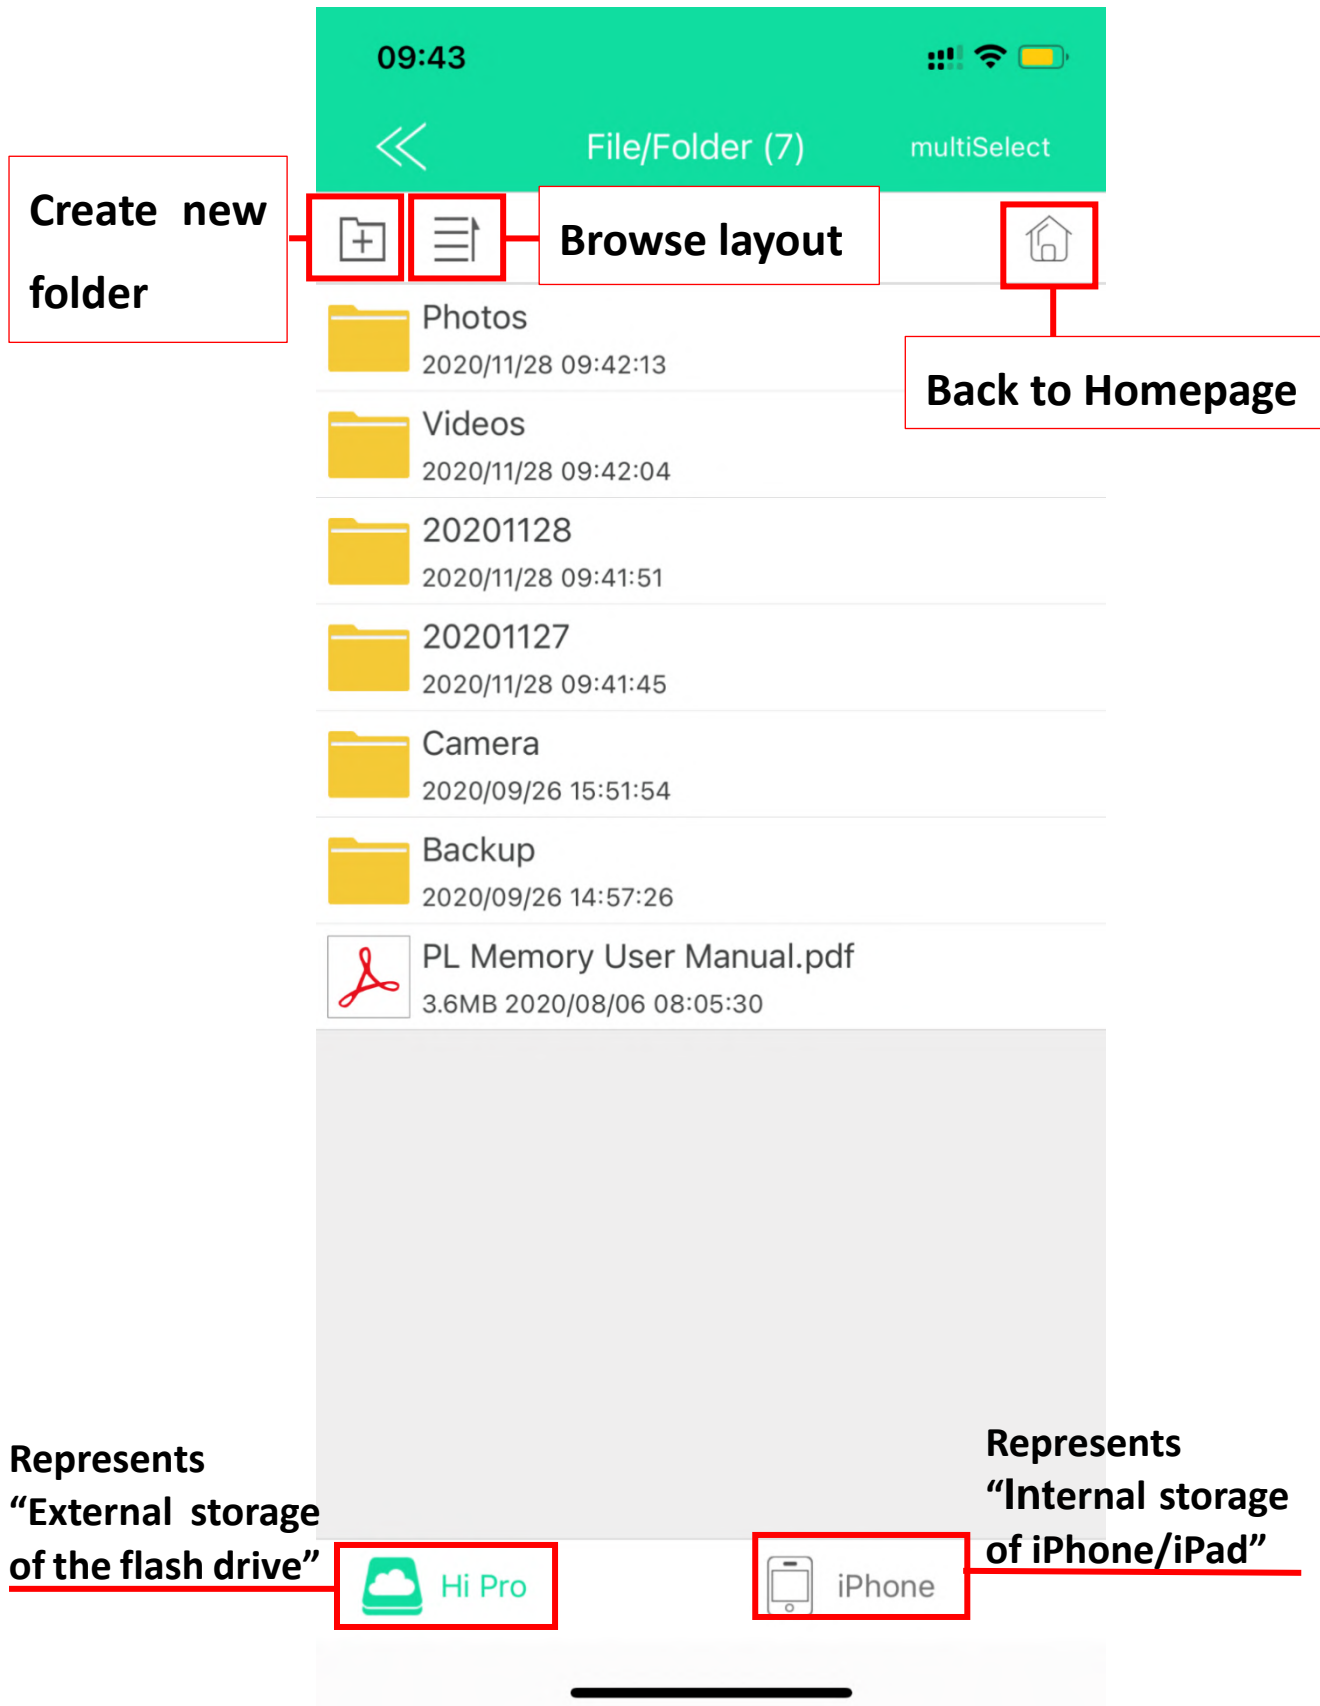 09:43
File/Folder (7)
multiSelect
Create new
folder
Browse layout
Back to Homepage
Photos
2020/11/28 09:42:13
Videos
2020/11/28 09:42:04
20201128
2020/11/28 09:41:51
20201127
2020/11/28 09:41:45
Camera
2020/09/26 15:51:54
Backup
2020/09/26 14:57:26
PL Memory User Manual.pdf
3.6MB 2020/08/06 08:05:30
Represents
“External storage
of the flash drive”
Represents
“Internal storage
of iPhone/iPad”
Hi Pro
iPhone